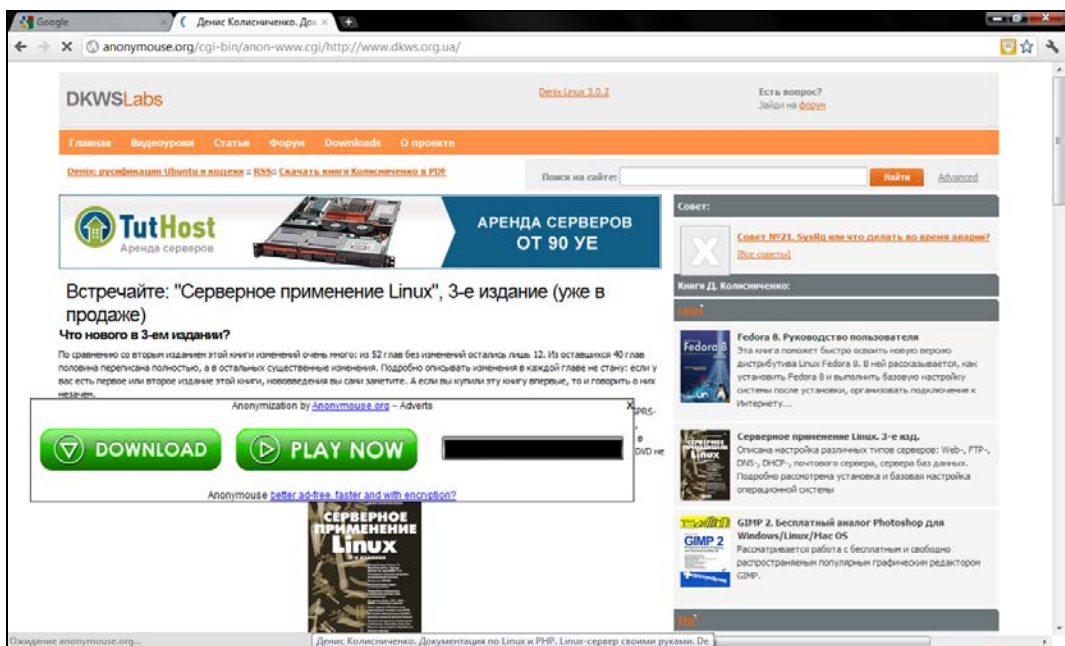 Google
Денис Колисниченко. Док
anonymouse.org/cgi-bin/anon-www.cgi/http://www.dkws.org.ua/
DKWSLabs
Denix Linux 3.0.2
Есть вопрос?
Зайди на форум
Главная Видеоуроки Статьи Форум Downloads О проекте
Denix: русификация Ubuntu и кодеки :: RSS:: Скачать книги Колисниченко в PDF
Поиск на сайте:
Найти
Advanced
TutHost
Аренда серверов
АРЕНДА СЕРВЕРОВ
ОТ 90 УЕ
Совет:
Совет №21. SysRq или что делать во время аварии?
[Все советы]
Встречайте: "Серверное применение Linux", 3-е издание (уже в
продаже)
Что нового в 3-ем издании?
По сравнению со вторым изданием этой книги изменений очень много: из 52 глав без изменений остались лишь 12. Из оставшихся 40 глав
половина переписана полностью, а в остальных существенные изменения. Подробно описывать изменения в каждой главе не стану: если у
вас есть первое или второе издание этой книги, нововведения вы сами заметите. А если вы купили эту книгу впервые, то и говорить о них
незачем.
GPRS-
в
DVD не
Anonymization by Anonymouse.org ~ Adverts
X
DOWNLOAD
PLAY NOW
Anonymouse better ad-free, faster and with encryption?
СЕРВЕРНОЕ
ПРИМЕНЕНИЕ
Linux
Книги Д. Колисниченко:
Linux
Fedora 8
Fedora 8. Руководство пользователя
Эта книга поможет быстро освоить новую версию
дистрибутива Linux Fedora 8. В ней рассказывается, как
установить Fedora 8 и выполнить базовую настройку
системы после установки, организовать подключение к
Интернету...
Серверное применение Linux. 3-е изд.
Описана настройка различных типов серверов: Web-, FTP-,
DNS-, DHCP-, почтового сервера, сервера баз данных.
Подробно рассмотрена установка и базовая настройка
операционной системы
GIMP 2
GIMP 2. Бесплатный аналог Photoshop для
Windows/Linux/Mac OS
Рассматривается работа с бесплатным и свободно
распространяемым популярным графическим редактором
GIMP.
PHP
Ожидание anonymouse.org...
Денис Колисниченко. Документация по Linux и PHP. Linux-сервер своими руками. De